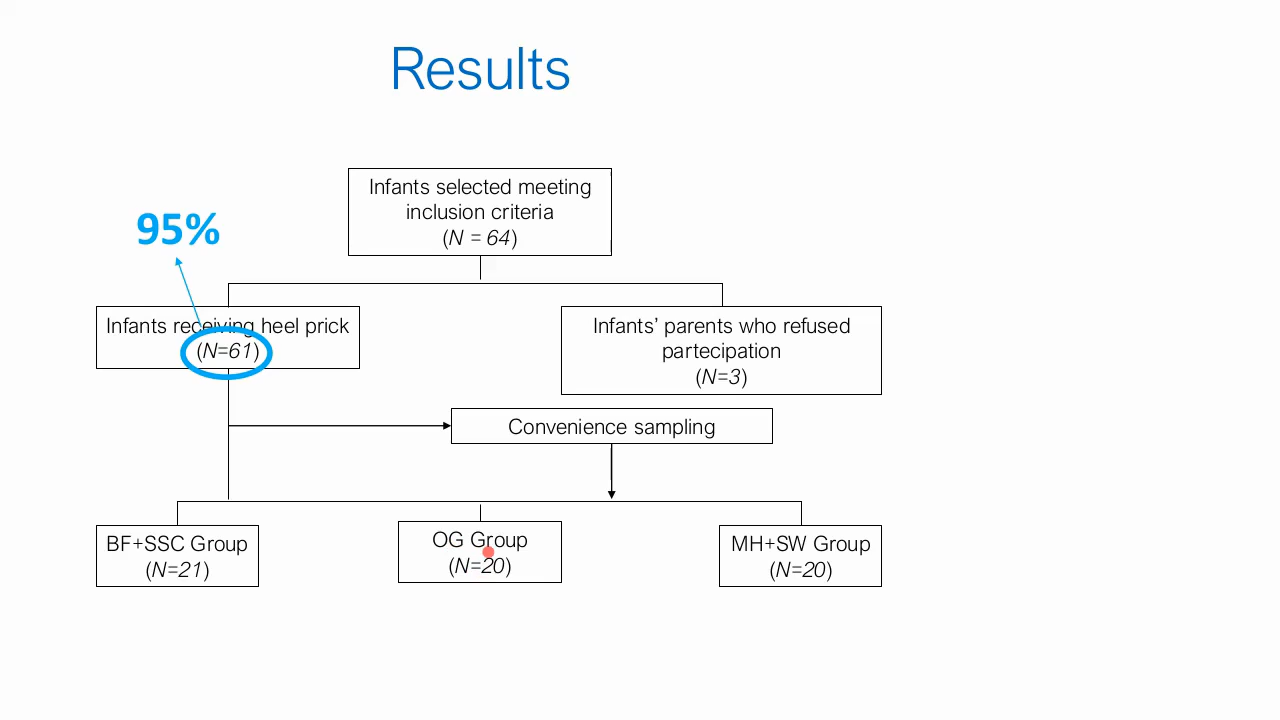 Results
Infants selected meeting
inclusion criteria
(N = 64)
95%
Infants receiving heel prick
(N=61)
Infants' parents who refused
partecipation
(N=3)
Convenience sampling
BF+SSC Group
(N=21)
OG Group
(N=20)
MH+SW Group
(N=20)